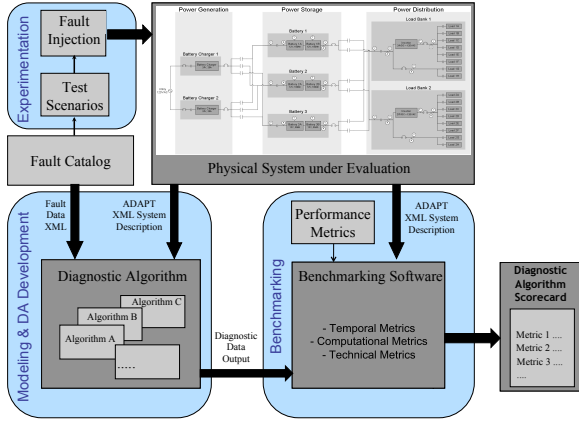 Experimentation
Fault
Injection
Test
Scenarios
Fault Catalog
Power Generation
Power Storage
Power Distribution
Battery Charger 1
Battery Charger 2
Battery 1
Battery 2
Battery 3
Load Bank 1
Load Bank 2
Physical System under Evaluation
Modeling & DA Development
Fault
Data
XML
ADAPT
XML System
Description
Diagnostic Algorithm
Algorithm C
Algorithm B
Algorithm A
.....
Diagnostic
Data
Output
Benchmarking
Performance
Metrics
ADAPT
XML System
Description
Benchmarking Software
- Temporal Metrics
- Computational Metrics
- Technical Metrics
Diagnostic
Algorithm
Scorecard
Metric 1 ....
Metric 2 ....
Metric 3 ....
....